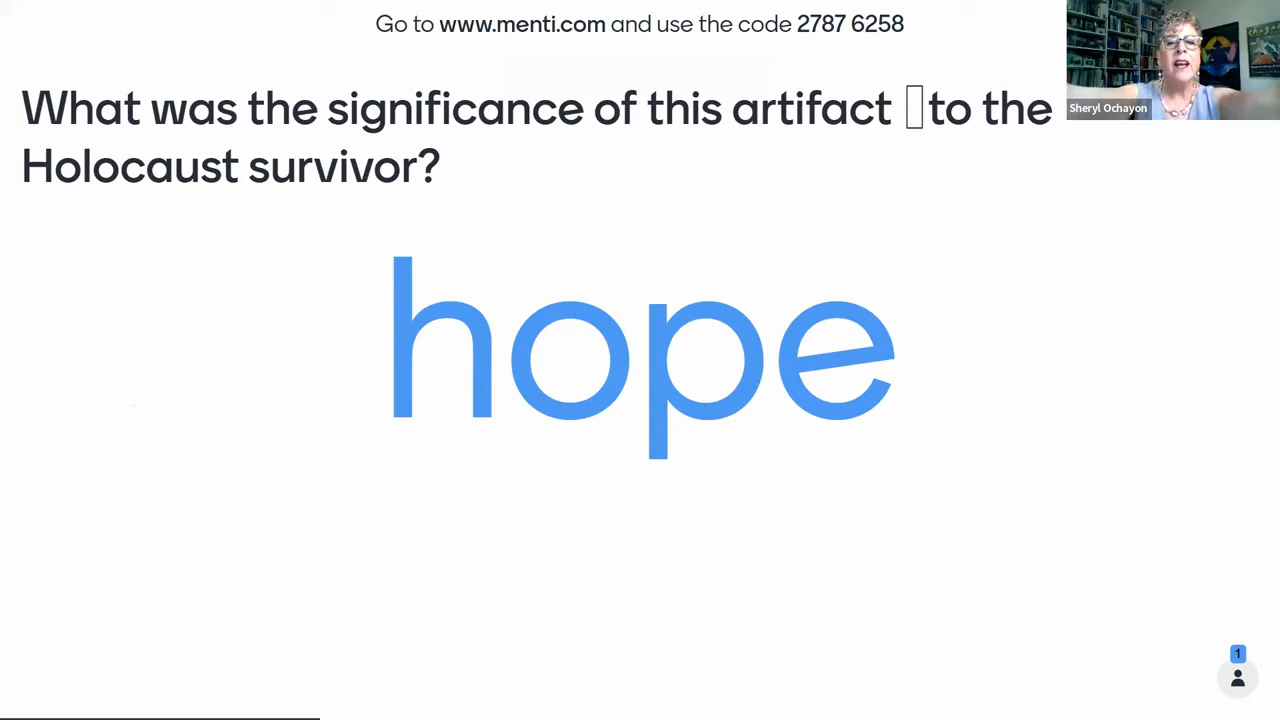 Go to www.menti.com and use the code 2787 6258
What was the significance of this artifact to the
Holocaust survivor?
Sheryl Ochayon
hope
1